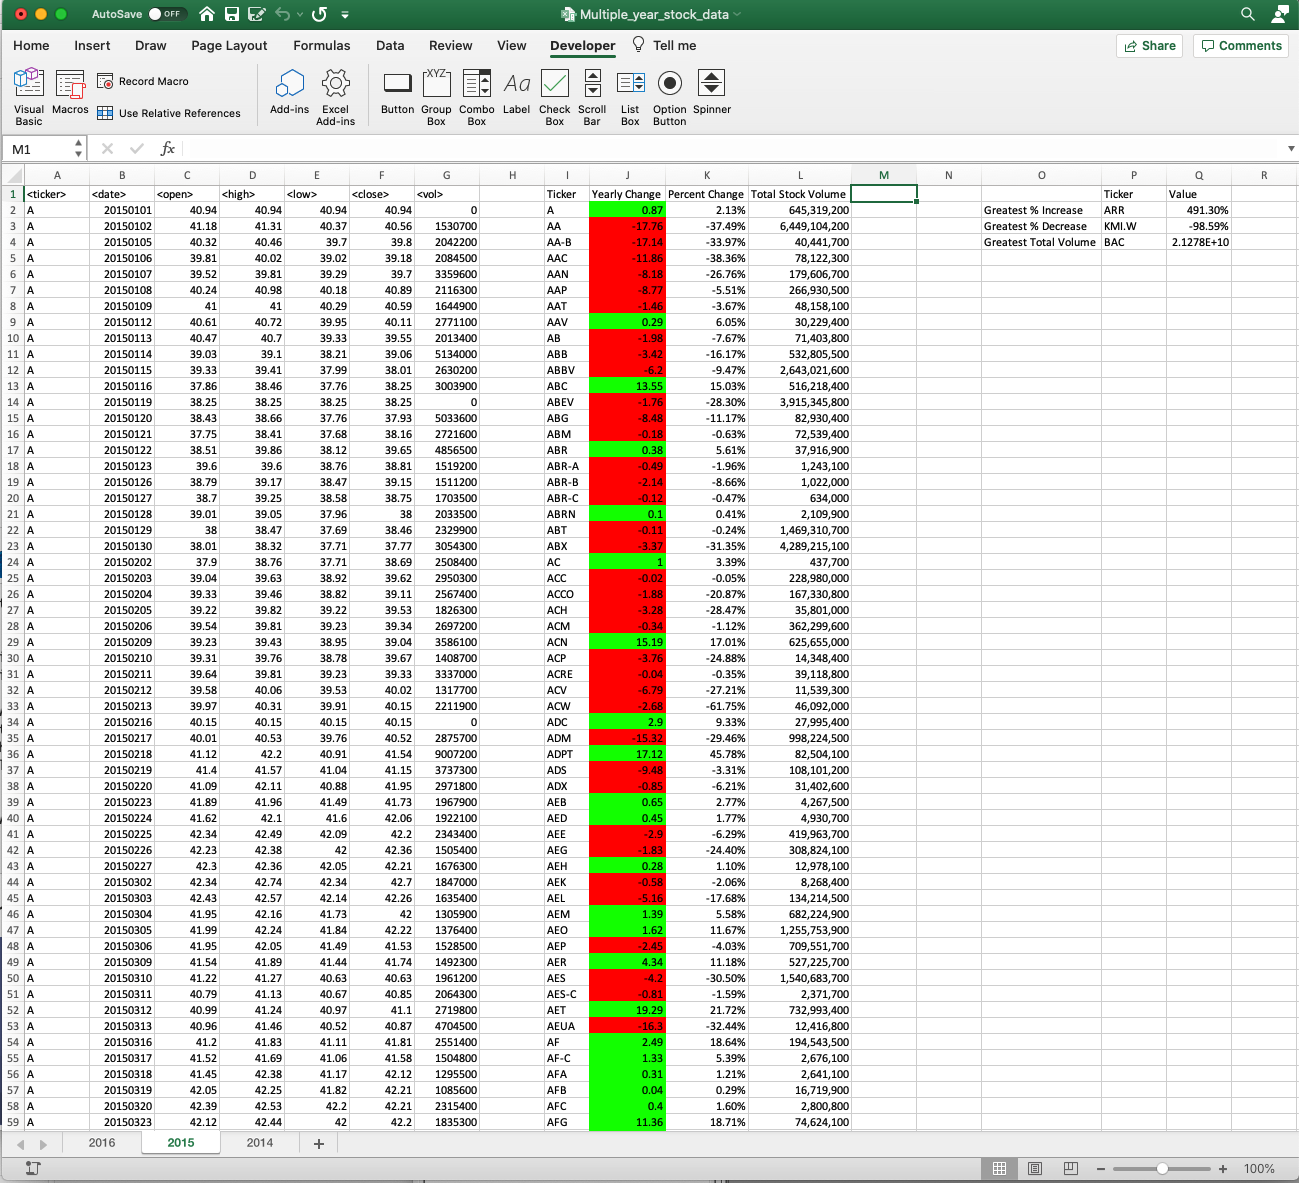 AutoSave OFF Multiple_year_stock_data
Home Insert Draw Page Layout Formulas Data Review View Developer Tell me Share Comments
Visual Basic Macros Record Macro Use Relative References Add-ins Excel Add-ins Button Group Box Combo Box Label Check Box Scroll Bar List Box Option Button Spinner
XYZ Aa
M1 fx
A B C D E F G H I J K L M N O P Q R
1 <ticker> <date> <open> <high> <low> <close> <vol> Ticker Yearly Change Percent Change Total Stock Volume Ticker Value
2 A 20150101 40.94 40.94 40.94 40.94 0 A 0.87 2.13% 645,319,200 Greatest % Increase ARR 491.30%
3 A 20150102 41.18 41.31 40.37 40.56 1530700 AA -17.76 -37.49% 6,449,104,200 Greatest % Decrease KMI.W -98.59%
4 A 20150105 40.32 40.46 39.7 39.8 2042200 AA-B -17.14 -33.97% 40,441,700 Greatest Total Volume BAC 2.1278E+10
5 A 20150106 39.81 40.02 39.02 39.18 2084500 AAC -11.86 -38.36% 78,122,300
6 A 20150107 39.52 39.81 39.29 39.7 3359600 AAN -8.18 -26.76% 179,606,700
7 A 20150108 40.24 40.98 40.18 40.89 2116300 AAP -8.77 -5.51% 266,930,500
8 A 20150109 41 41 40.29 40.59 1644900 AAT -1.46 -3.67% 48,158,100
9 A 20150112 40.61 40.72 39.95 40.11 2771100 AAV 0.29 6.05% 30,229,400
10 A 20150113 40.47 40.7 39.33 39.55 2013400 AB -1.98 -7.67% 71,403,800
11 A 20150114 39.03 39.1 38.21 39.06 5134000 ABB -3.42 -16.17% 532,805,500
12 A 20150115 39.33 39.41 37.99 38.01 2630200 ABBV -6.2 -9.47% 2,643,021,600
13 A 20150116 37.86 38.46 37.76 38.25 3003900 ABC 13.55 15.03% 516,218,400
14 A 20150119 38.25 38.25 38.25 38.25 0 ABEV -1.76 -28.30% 3,915,345,800
15 A 20150120 38.43 38.66 37.76 37.93 5033600 ABG -8.48 -11.17% 82,930,400
16 A 20150121 37.75 38.41 37.68 38.16 2721600 ABM -0.18 -0.63% 72,539,400
17 A 20150122 38.51 39.86 38.12 39.65 4856500 ABR 0.38 5.61% 37,916,900
18 A 20150123 39.6 39.6 38.76 38.81 1519200 ABR-A -0.49 -1.96% 1,243,100
19 A 20150126 38.79 39.17 38.47 39.15 1511200 ABR-B -2.14 -8.66% 1,022,000
20 A 20150127 38.7 39.25 38.58 38.75 1703500 ABR-C -0.12 -0.47% 634,000
21 A 20150128 39.01 39.05 37.96 38 2033500 ABRN 0.1 0.41% 2,109,900
22 A 20150129 38 38.47 37.69 38.46 2329900 ABT -0.11 -0.24% 1,469,310,700
23 A 20150130 38.01 38.32 37.71 37.77 3054300 ABX -3.37 -31.35% 4,289,215,100
24 A 20150202 37.9 38.76 37.71 38.69 2508400 AC 1 3.39% 437,700
25 A 20150203 39.04 39.63 38.92 39.62 2950300 ACC -0.02 -0.05% 228,980,000
26 A 20150204 39.33 39.46 38.82 39.11 2567400 ACCO -1.88 -20.87% 167,330,800
27 A 20150205 39.22 39.82 39.22 39.53 1826300 ACH -3.28 -28.47% 35,801,000
28 A 20150206 39.54 39.81 39.23 39.34 2697200 ACM -0.34 -1.12% 362,299,600
29 A 20150209 39.23 39.43 38.95 39.04 3586100 ACN 15.19 17.01% 625,655,000
30 A 20150210 39.31 39.76 38.78 39.67 1408700 ACP -3.76 -24.88% 14,348,400
31 A 20150211 39.64 39.81 39.23 39.33 3337000 ACRE -0.04 -0.35% 39,118,800
32 A 20150212 39.58 40.06 39.53 40.02 1317700 ACV -6.79 -27.21% 11,539,300
33 A 20150213 39.97 40.31 39.91 40.15 2211900 ACW -2.68 -61.75% 46,092,000
34 A 20150216 40.15 40.15 40.15 40.15 0 ADC 2.9 9.33% 27,995,400
35 A 20150217 40.01 40.53 39.76 40.52 2875700 ADM -15.32 -29.46% 998,224,500
36 A 20150218 41.12 42.2 40.91 41.54 9007200 ADPT 17.12 45.78% 82,504,100
37 A 20150219 41.4 41.57 41.04 41.15 3737300 ADS -9.48 -3.31% 108,101,200
38 A 20150220 41.09 42.11 40.88 41.95 2971800 ADX -0.85 -6.21% 31,402,600
39 A 20150223 41.89 41.96 41.49 41.73 1967900 AEB 0.65 2.77% 4,267,500
40 A 20150224 41.62 42.1 41.6 42.06 1922100 AED 0.45 1.77% 4,930,700
41 A 20150225 42.34 42.49 42.09 42.2 2343400 AEE -2.9 -6.29% 419,963,700
42 A 20150226 42.23 42.38 42 42.36 1505400 AEG -1.83 -24.40% 308,824,100
43 A 20150227 42.3 42.36 42.05 42.21 1676300 AEH 0.28 1.10% 12,978,100
44 A 20150302 42.34 42.74 42.34 42.7 1847000 AEK -0.58 -2.06% 8,268,400
45 A 20150303 42.43 42.57 42.14 42.26 1635400 AEL -5.16 -17.68% 134,214,500
46 A 20150304 41.95 42.16 41.73 42 1305900 AEM 1.39 5.58% 682,224,900
47 A 20150305 41.99 42.24 41.84 42.22 1376400 AEO 1.62 11.67% 1,255,753,900
48 A 20150306 41.95 42.05 41.49 41.53 1528500 AEP -2.45 -4.03% 709,551,700
49 A 20150309 41.54 41.89 41.44 41.74 1492300 AER 4.34 11.18% 527,225,700
50 A 20150310 41.22 41.27 40.63 40.63 1961200 AES -4.2 -30.50% 1,540,683,700
51 A 20150311 40.79 41.13 40.67 40.85 2064300 AES-C -0.81 -1.59% 2,371,700
52 A 20150312 40.99 41.24 40.97 41.1 2719800 AET 19.29 21.72% 732,993,400
53 A 20150313 40.96 41.46 40.52 40.87 4704500 AEUA -16.3 -32.44% 12,416,800
54 A 20150316 41.2 41.83 41.11 41.81 2551400 AF 2.49 18.64% 194,543,500
55 A 20150317 41.52 41.69 41.06 41.58 1504800 AF-C 1.33 5.39% 2,676,100
56 A 20150318 41.45 42.38 41.17 42.12 1295500 AFA 0.31 1.21% 2,641,100
57 A 20150319 42.05 42.25 41.82 42.21 1085600 AFB 0.04 0.29% 16,719,900
58 A 20150320 42.39 42.53 42.2 42.21 2315400 AFC 0.4 1.60% 2,800,800
59 A 20150323 42.12 42.44 42 42.2 1835300 AFG 11.36 18.71% 74,624,100
2016 2015 2014 +
100%